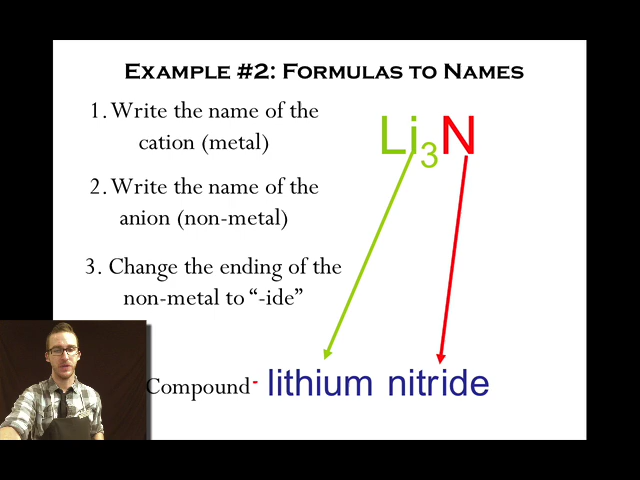 EXAMPLE #2: FORMULAS TO NAMES
1. Write the name of the
cation (metal)
Li₃N
2. Write the name of the
anion (non-metal)
3. Change the ending of the
non-metal to “-ide”
Compound- lithium nitride